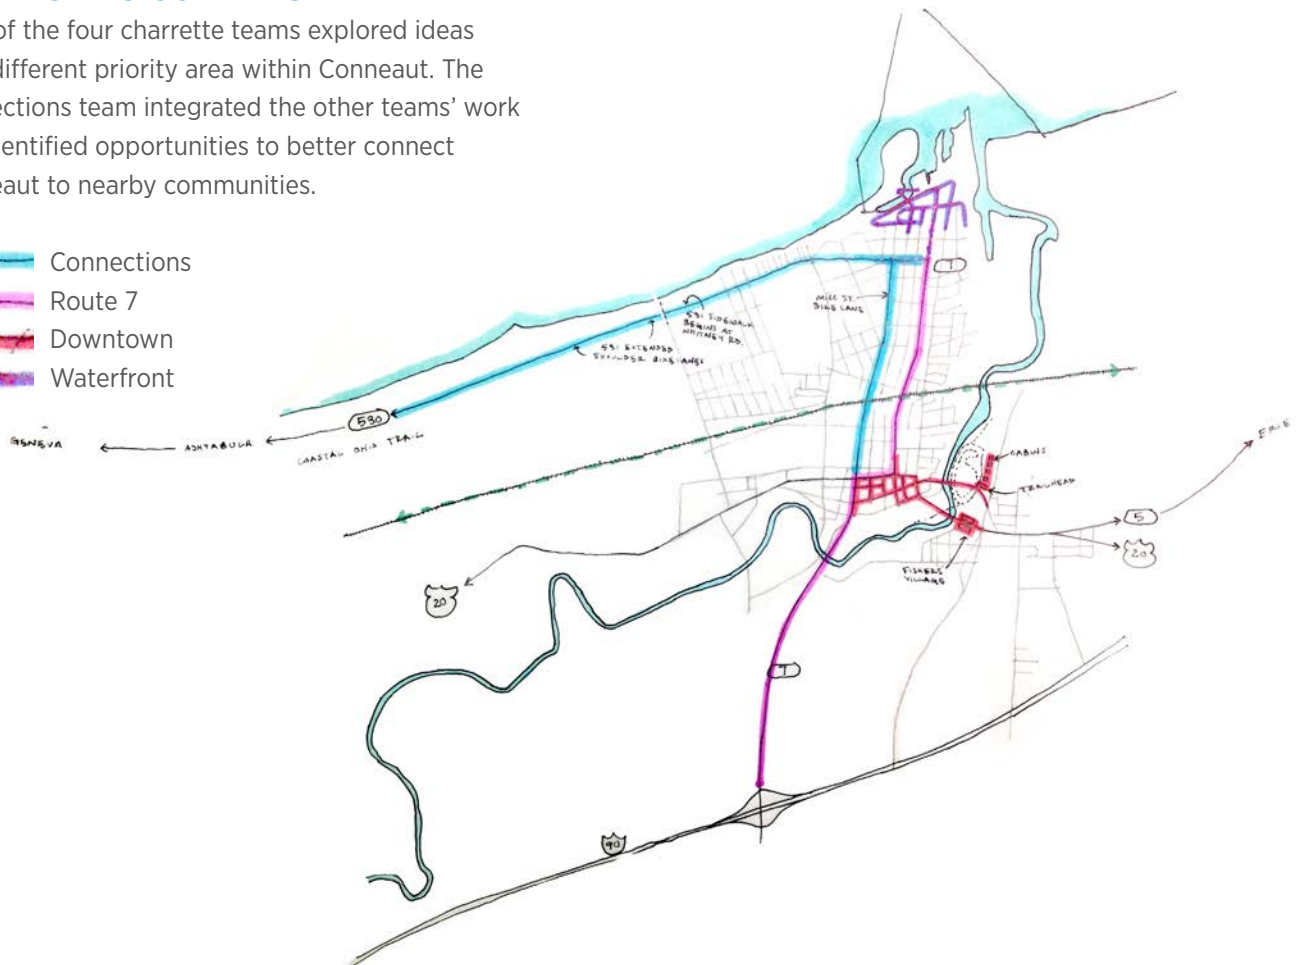 of the four charrette teams explored ideas
different priority area within Conneaut. The
ections team integrated the other teams' work
entified opportunities to better connect
eaut to nearby communities.
Connections
Route 7
Downtown
Waterfront
7
MILL ST.
BIKE LANE
531 SIDEWALK
BEGINS AT
WHITNEY RD.
531 EXTENDED
SHOULDER BIKE LANES
530
GENEVA
ASHTABULA
COASTAL OHIO TRAIL
ERIE
CABINS
TRAILHEAD
5
20
FISHERS
VILLAGE
20
7
90